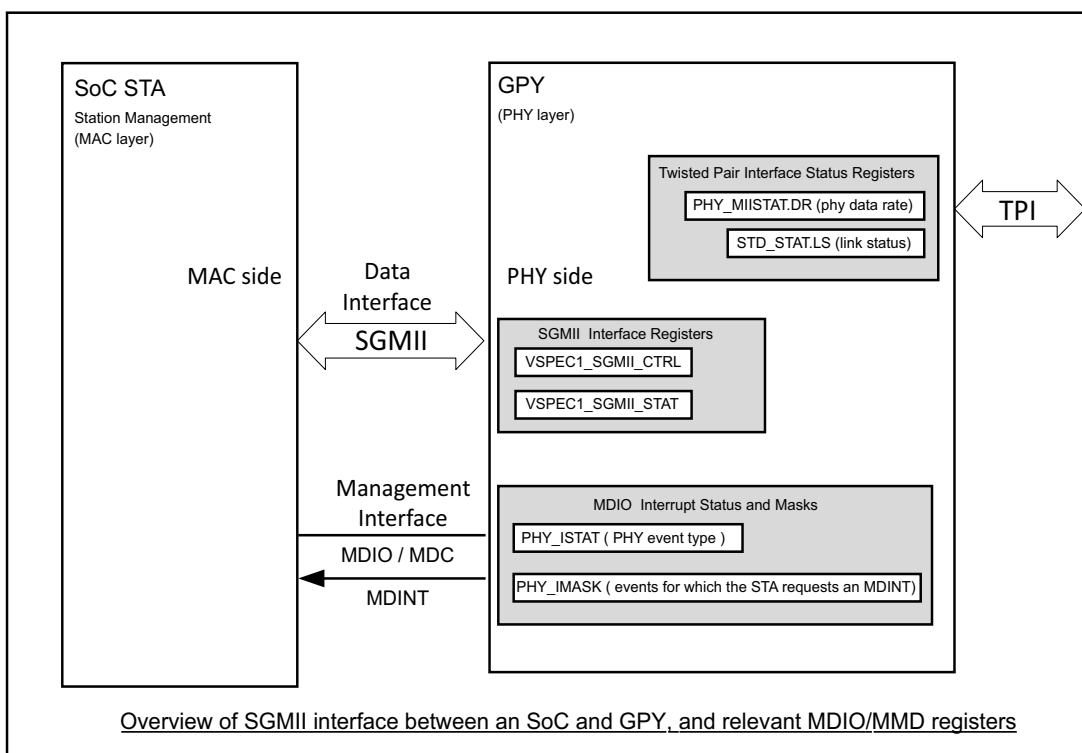 SoC STA
Station Management
(MAC layer)
GPY
(PHY layer)
Twisted Pair Interface Status Registers
PHY_MIISTAT.DR (phy data rate)
STD_STAT.LS (link status)
TPI
MAC side
Data
Interface
SGMII
PHY side
SGMII Interface Registers
VSPEC1_SGMII_CTRL
VSPEC1_SGMII_STAT
Management
Interface
MDIO / MDC
MDINT
MDIO Interrupt Status and Masks
PHY_ISTAT ( PHY event type )
PHY_IMASK ( events for which the STA requests an MDINT)
Overview of SGMII interface between an SoC and GPY, and relevant MDIO/MMD registers